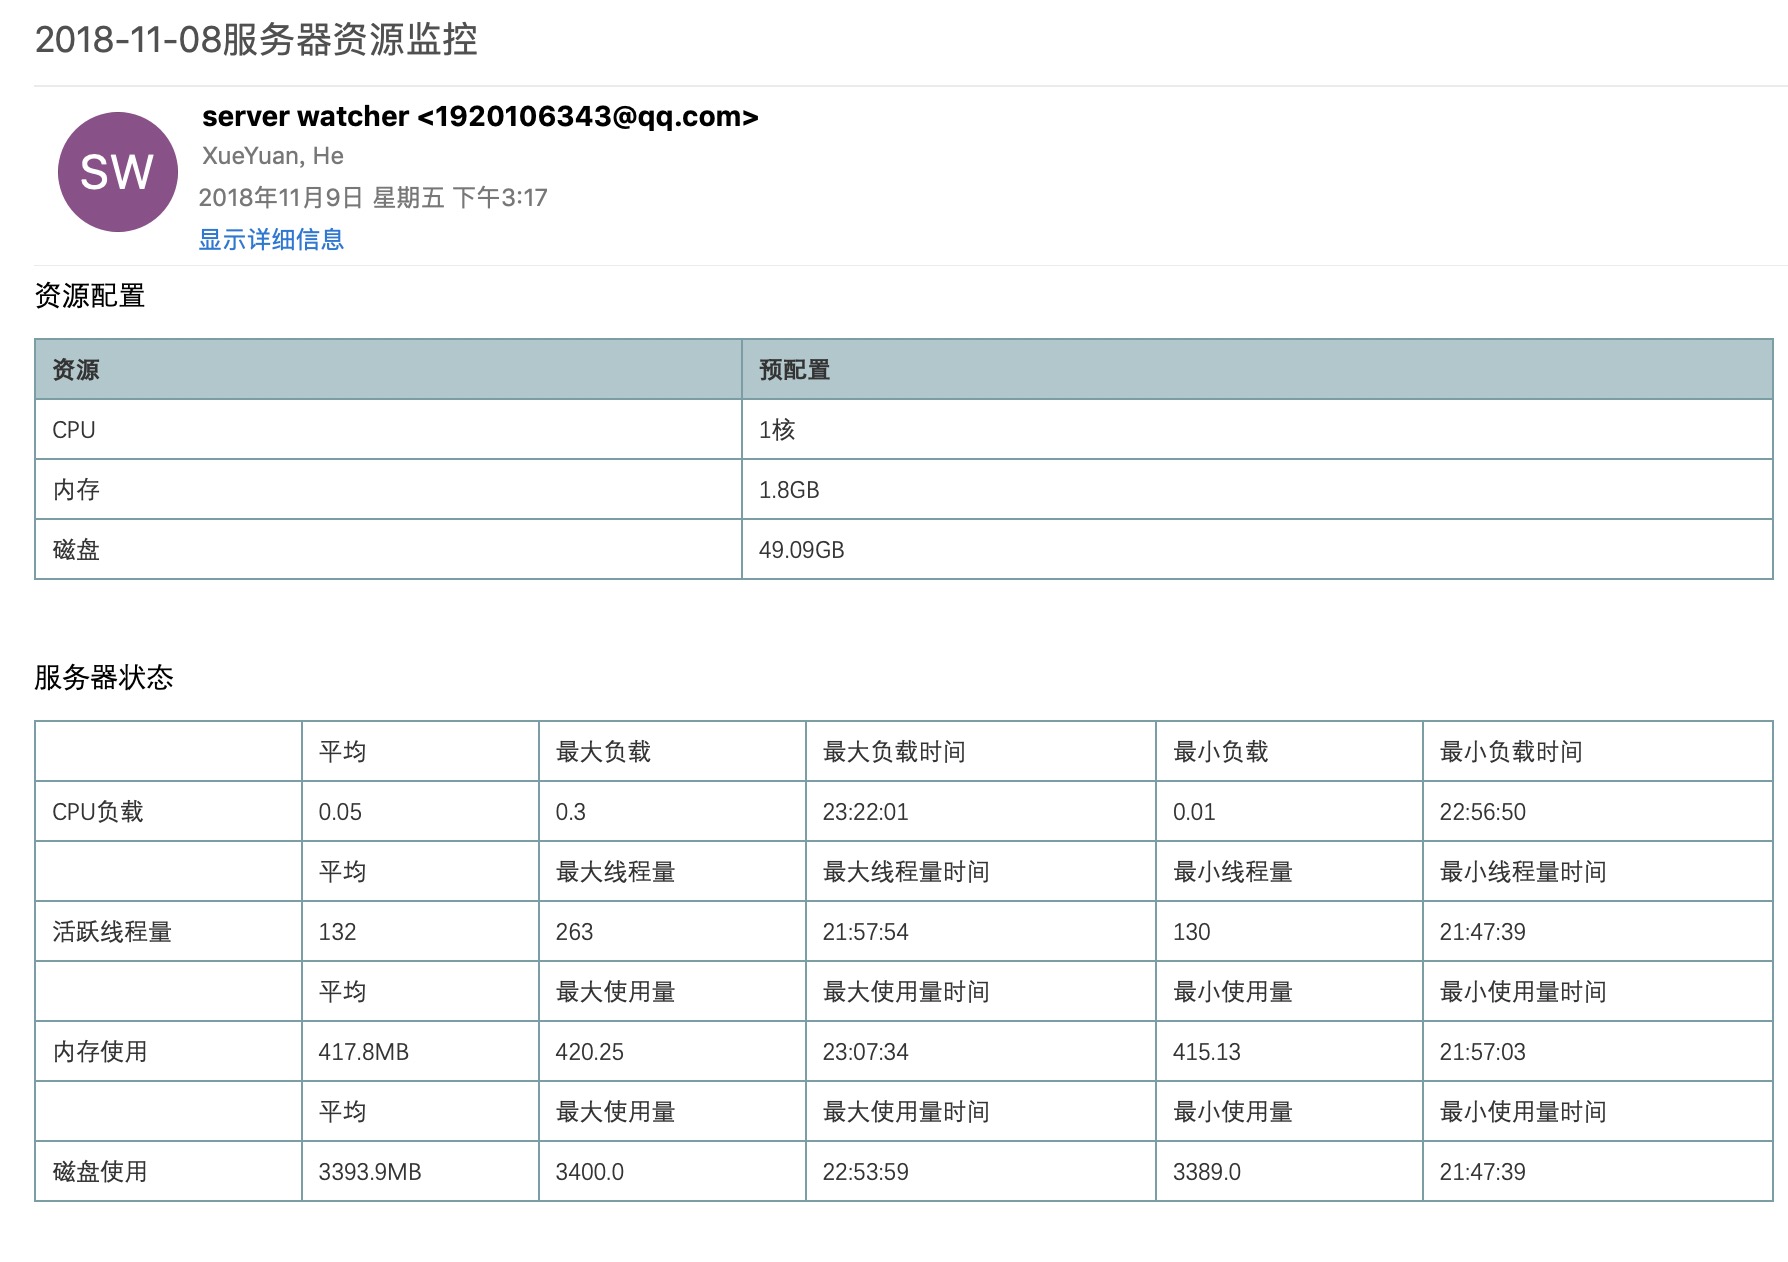 2018-11-08服务器资源监控
SW
server watcher <1920106343@qq.com>
XueYuan, He
2018年11月9日 星期五 下午3:17
显示详细信息
资源配置
资源 预配置
CPU 1核
内存 1.8GB
磁盘 49.09GB
服务器状态
平均 最大负载 最大负载时间 最小负载 最小负载时间
CPU负载 0.05 0.3 23:22:01 0.01 22:56:50
平均 最大线程量 最大线程量时间 最小线程量 最小线程量时间
活跃线程量 132 263 21:57:54 130 21:47:39
平均 最大使用量 最大使用量时间 最小使用量 最小使用量时间
内存使用 417.8MB 420.25 23:07:34 415.13 21:57:03
平均 最大使用量 最大使用量时间 最小使用量 最小使用量时间
磁盘使用 3393.9MB 3400.0 22:53:59 3389.0 21:47:39